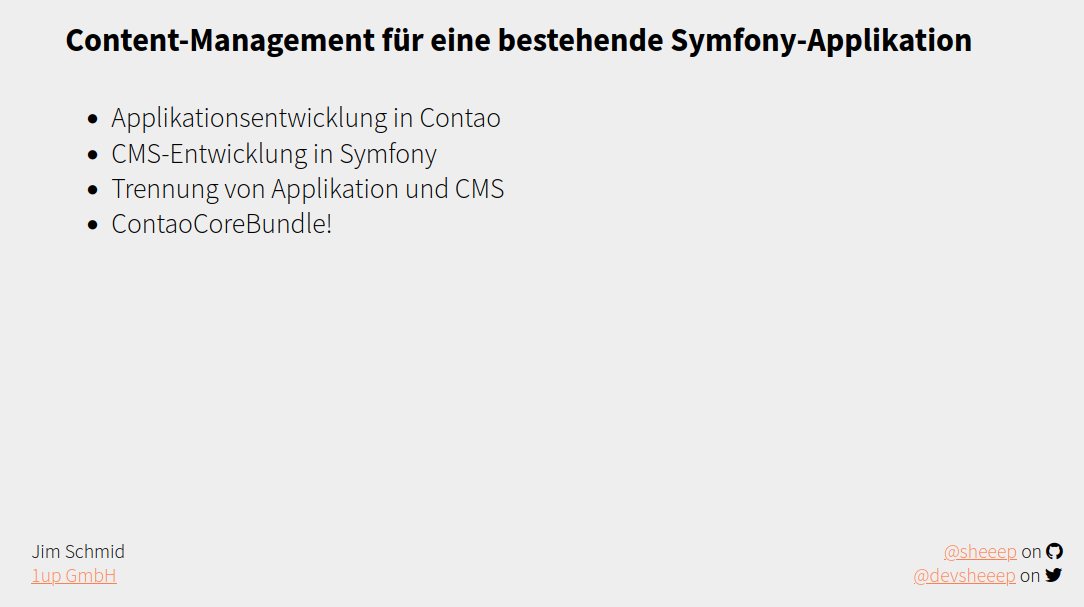 Content-Management für eine bestehende Symfony-Applikation
Applikationsentwicklung in Contao
CMS-Entwicklung in Symfony
Trennung von Applikation und CMS
ContaoCoreBundle!
Jim Schmid
1up GmbH
@sheeep on
@devsheeep on